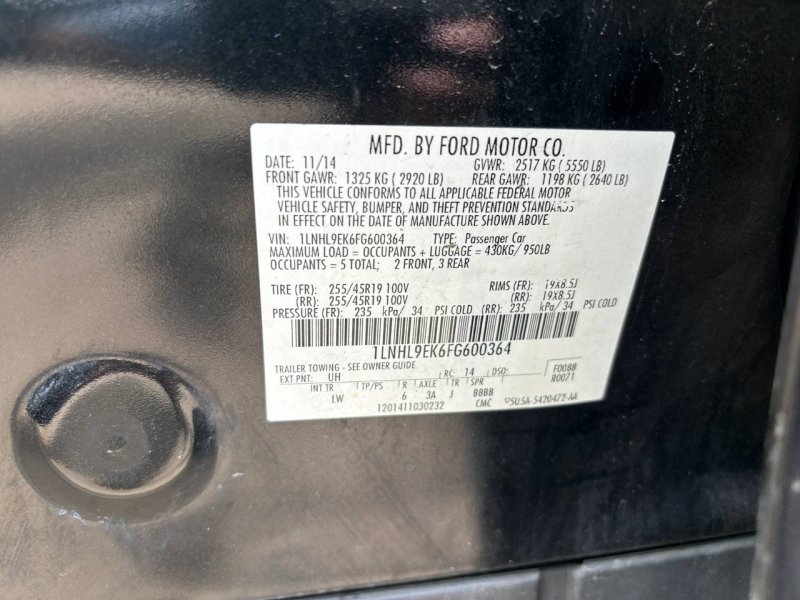 MFD. BY FORD MOTOR CO.
DATE: 11/14 GVWR: 2517 KG ( 5550 LB)
FRONT GAWR: 1325 KG ( 2920 LB) REAR GAWR: 1198 KG ( 2640 LB)
THIS VEHICLE CONFORMS TO ALL APPLICABLE FEDERAL MOTOR
VEHICLE SAFETY, BUMPER, AND THEFT PREVENTION STANDARDS
IN EFFECT ON THE DATE OF MANUFACTURE SHOWN ABOVE.
VIN: 1LNHL9EK6FG600364 TYPE: Passenger Car
MAXIMUM LOAD = OCCUPANTS + LUGGAGE = 430KG/ 950LB
OCCUPANTS = 5 TOTAL; 2 FRONT, 3 REAR
TIRE (FR): 255/45R19 100V RIMS (FR): 19X8.5J
(RR): 255/45R19 100V (RR): 19X8.5J
PRESSURE (FR): 235 kPa/ 34 PSI COLD (RR): 235 kPa/ 34 PSI COLD
1LNHL9EK6FG600364
TRAILER TOWING - SEE OWNER GUIDE
EXT PNT: UH RC: 14 DSO: F0088
INT TR TP/PS R AXLE TR SPR R0071
LW 6 3A J BBBB
1201411030232 CMC 5U5A-5420472-AA